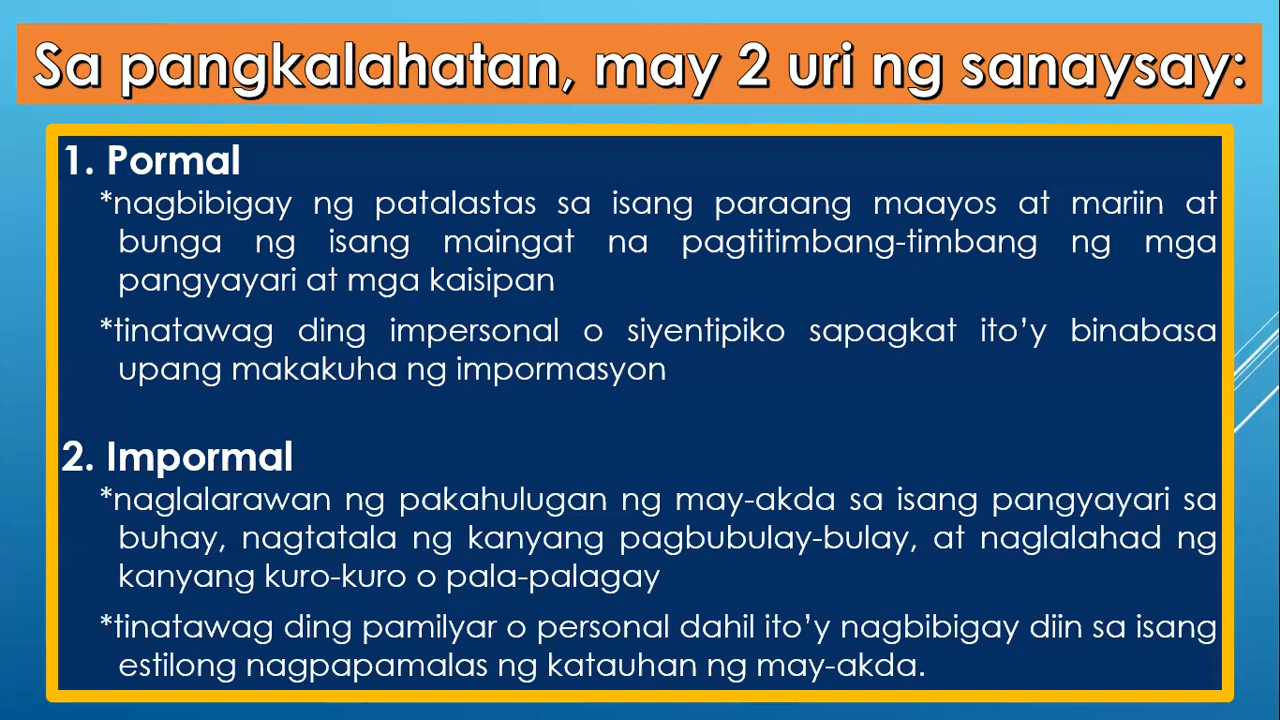 Sa pangkalahatan, may 2 uri ng sanaysay:
1. Pormal
*nagbibigay ng patalastas sa isang paraang maayos at mariin at
bunga ng isang maingat na pagtitimbang-timbang ng mga
pangyayari at mga kaisipan
*tinatawag ding impersonal o siyentipiko sapagkat ito’y binabasa
upang makakuha ng impormasyon
2. Impormal
*naglalarawan ng pakahulugan ng may-akda sa isang pangyayari sa
buhay, nagtatala ng kanyang pagbubulay-bulay, at naglalahad ng
kanyang kuro-kuro o pala-palagay
*tinatawag ding pamilyar o personal dahil ito’y nagbibigay diin sa isang
estilong nagpapamalas ng katauhan ng may-akda.